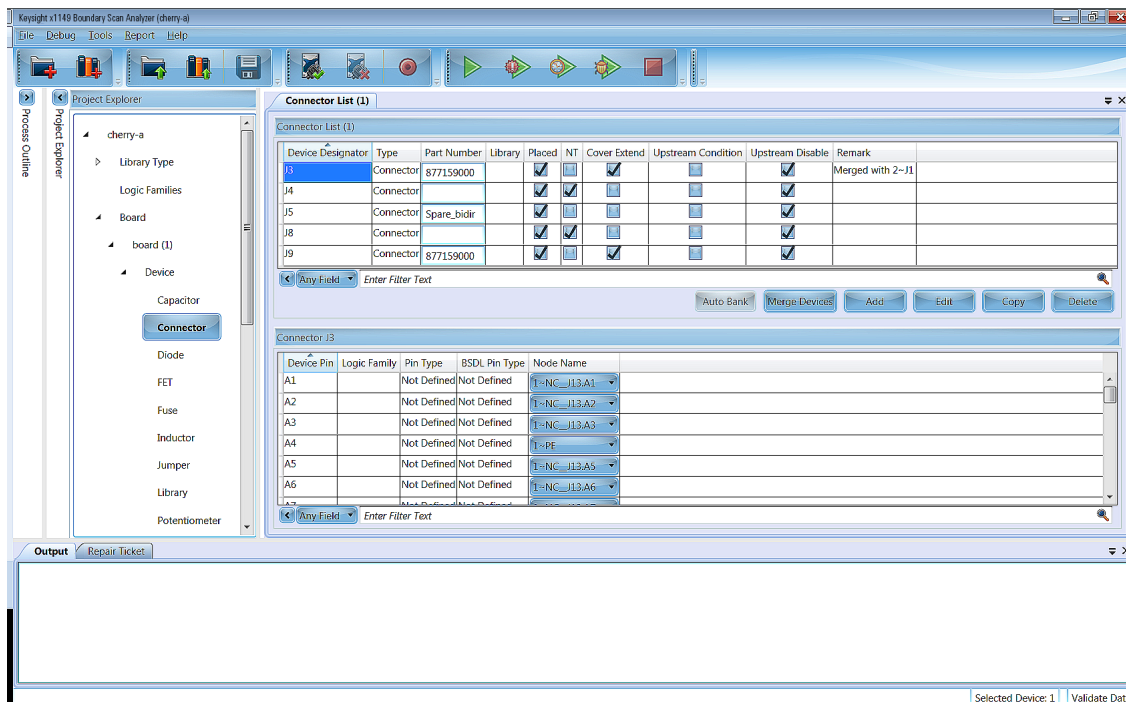 Keysight x1149 Boundary Scan Analyzer (cherry-a)
File Debug Tools Report Help
Process Outline
Project Explorer
Project Explorer
cherry-a
Library Type
Logic Families
Board
board (1)
Device
Capacitor
Connector
Diode
FET
Fuse
Inductor
Jumper
Library
Potentiometer
Connector List (1)
Connector List (1)
Device Designator Type Part Number Library Placed NT Cover Extend Upstream Condition Upstream Disable Remark
J3 Connector 877159000 Merged with 2~J1
J4 Connector
J5 Connector Spare_bidir
J8 Connector
J9 Connector 877159000
Any Field Enter Filter Text
Auto Bank Merge Devices Add Edit Copy Delete
Connector J3
Device Pin Logic Family Pin Type BSDL Pin Type Node Name
A1 Not Defined Not Defined 1~NC_J13.A1
A2 Not Defined Not Defined 1~NC_J13.A2
A3 Not Defined Not Defined 1~NC_J13.A3
A4 Not Defined Not Defined 1~PE
A5 Not Defined Not Defined 1~NC_J13.A5
A6 Not Defined Not Defined 1~NC_J13.A6
Any Field Enter Filter Text
Output Repair Ticket
Selected Device: 1 Validate Dat